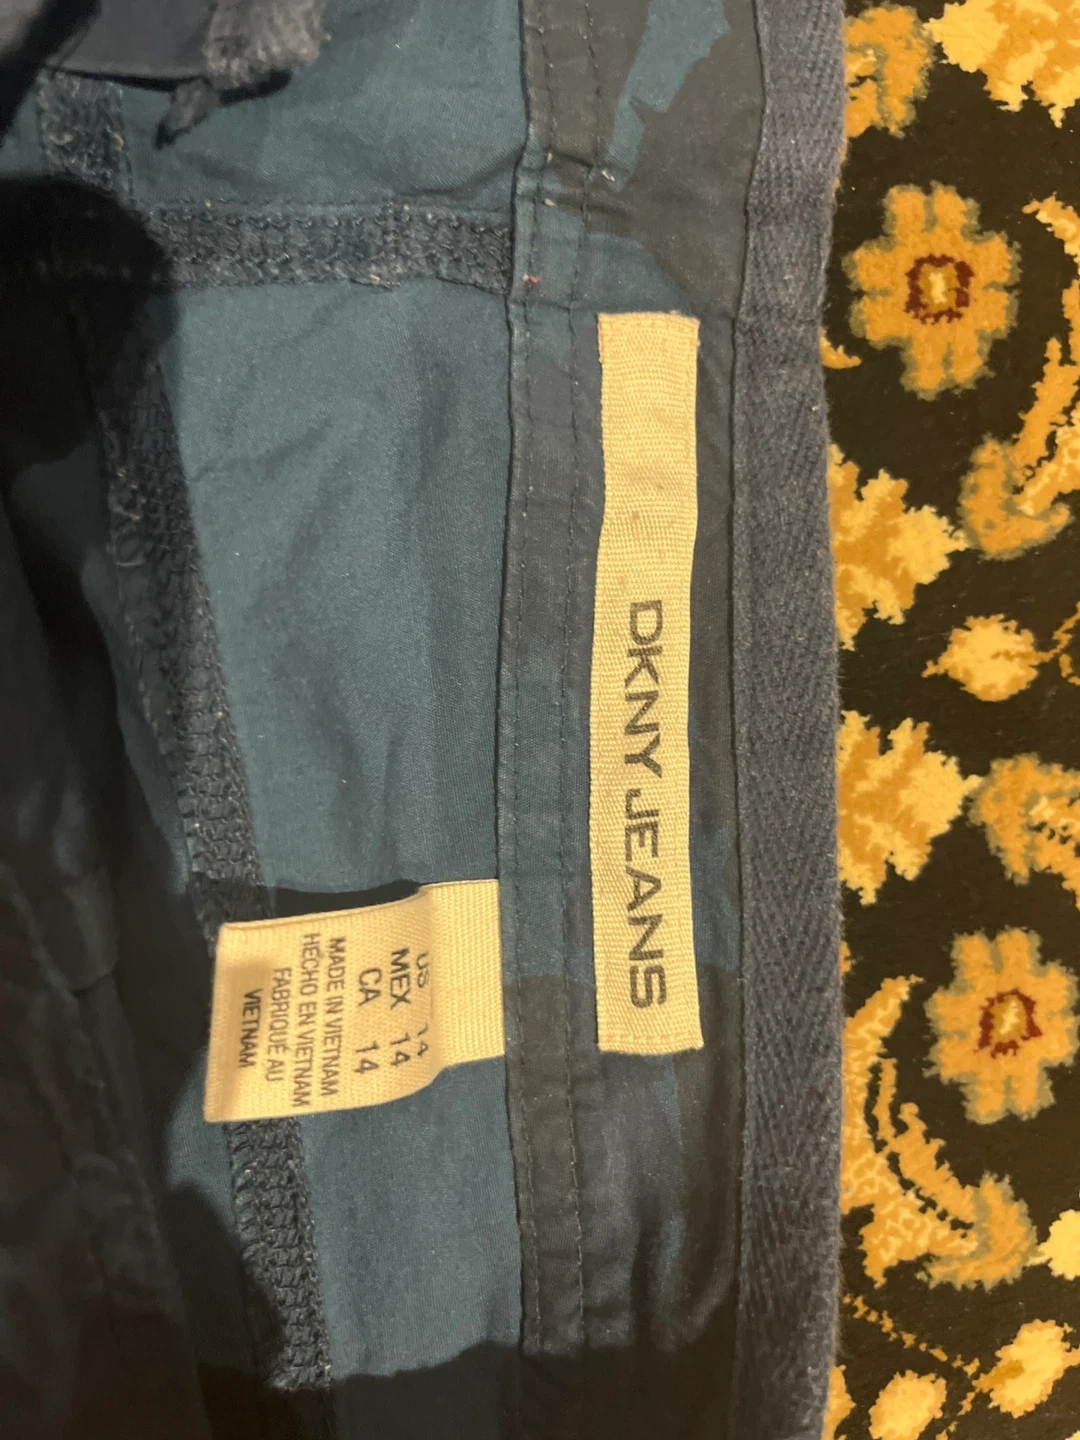 DKNY JEANS
US 14
MEX 14
CA 14
MADE IN VIETNAM
HECHO EN VIETNAM
FABRIQUÉ AU
VIETNAM